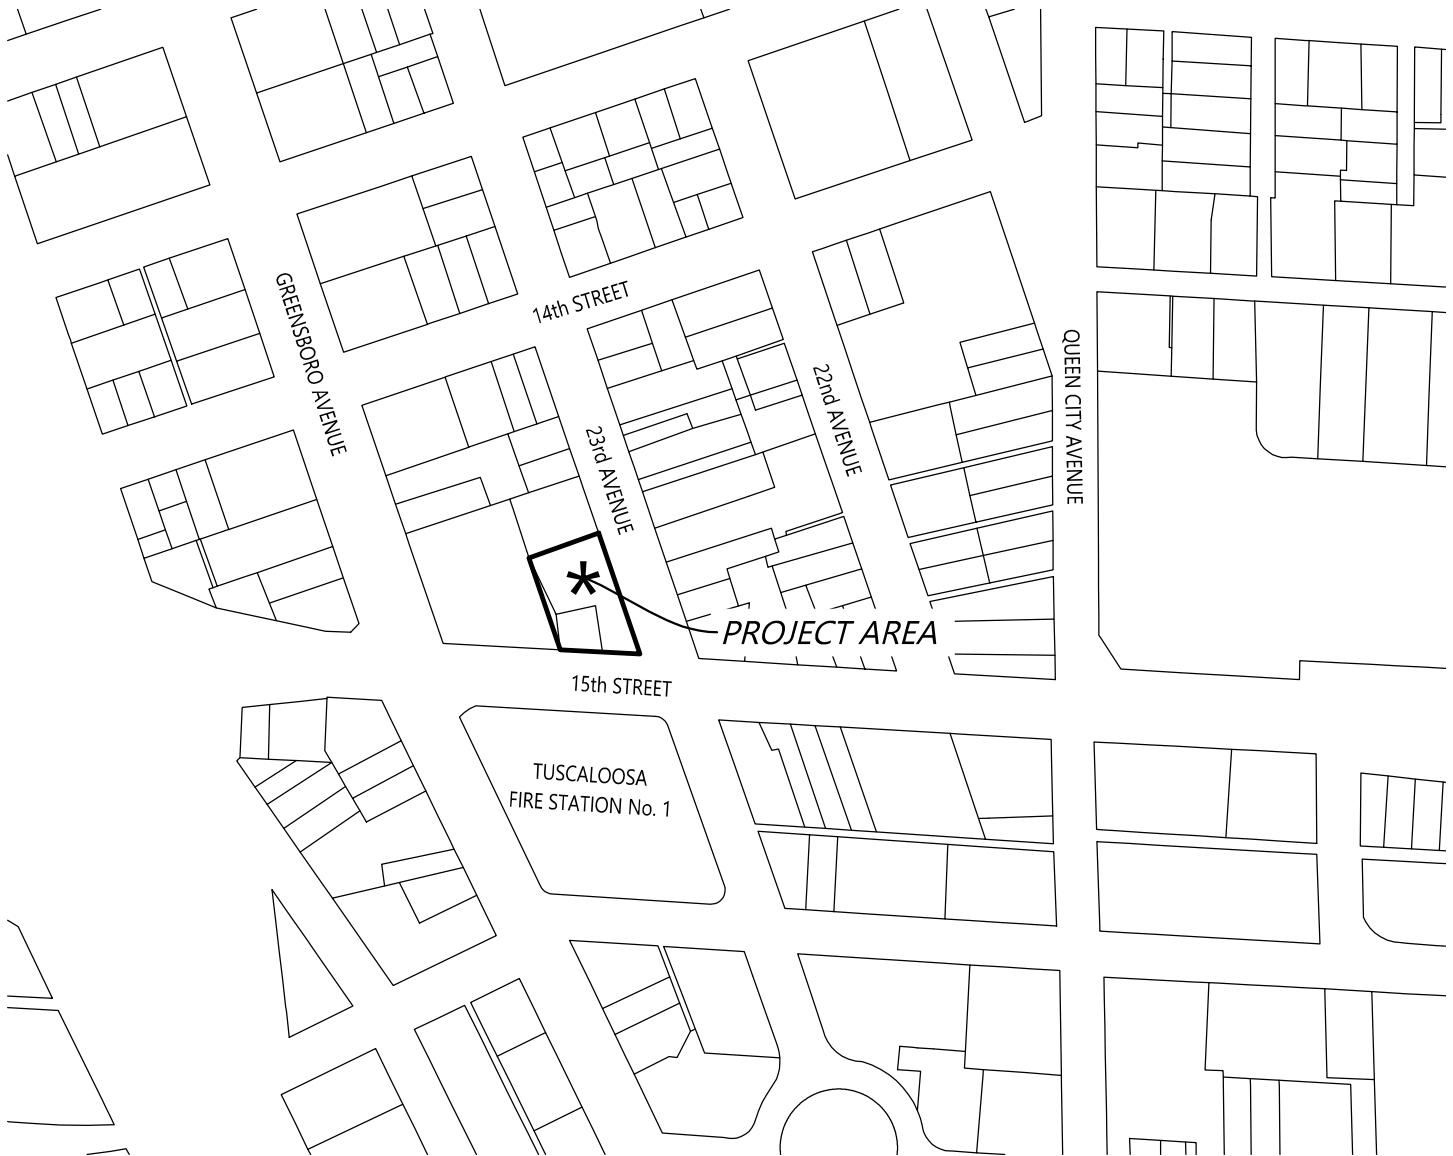 14th STREET
GREENSBORO AVENUE
QUEEN CITY AVENUE
22nd AVENUE
23rd AVENUE
*
PROJECT AREA
15th STREET
TUSCALOOSA
FIRE STATION No. 1